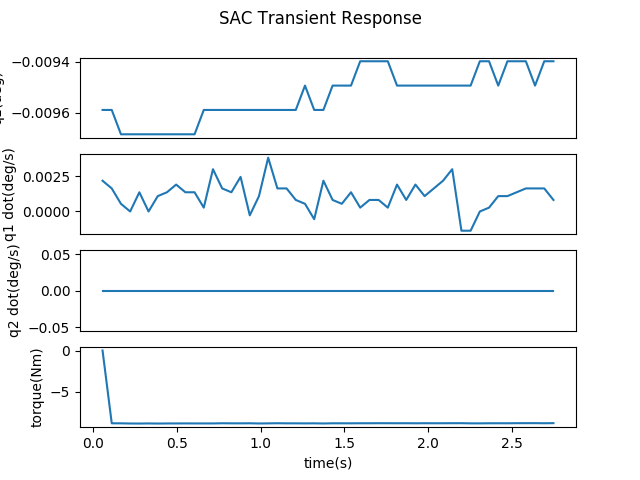 SAC Transient Response
−0.0094
−0.0096
0.0025
0.0000
q1 dot(deg/s)
0.05
0.00
−0.05
q2 dot(deg/s)
0
−5
torque(Nm)
0.0 0.5 1.0 1.5 2.0 2.5
time(s)